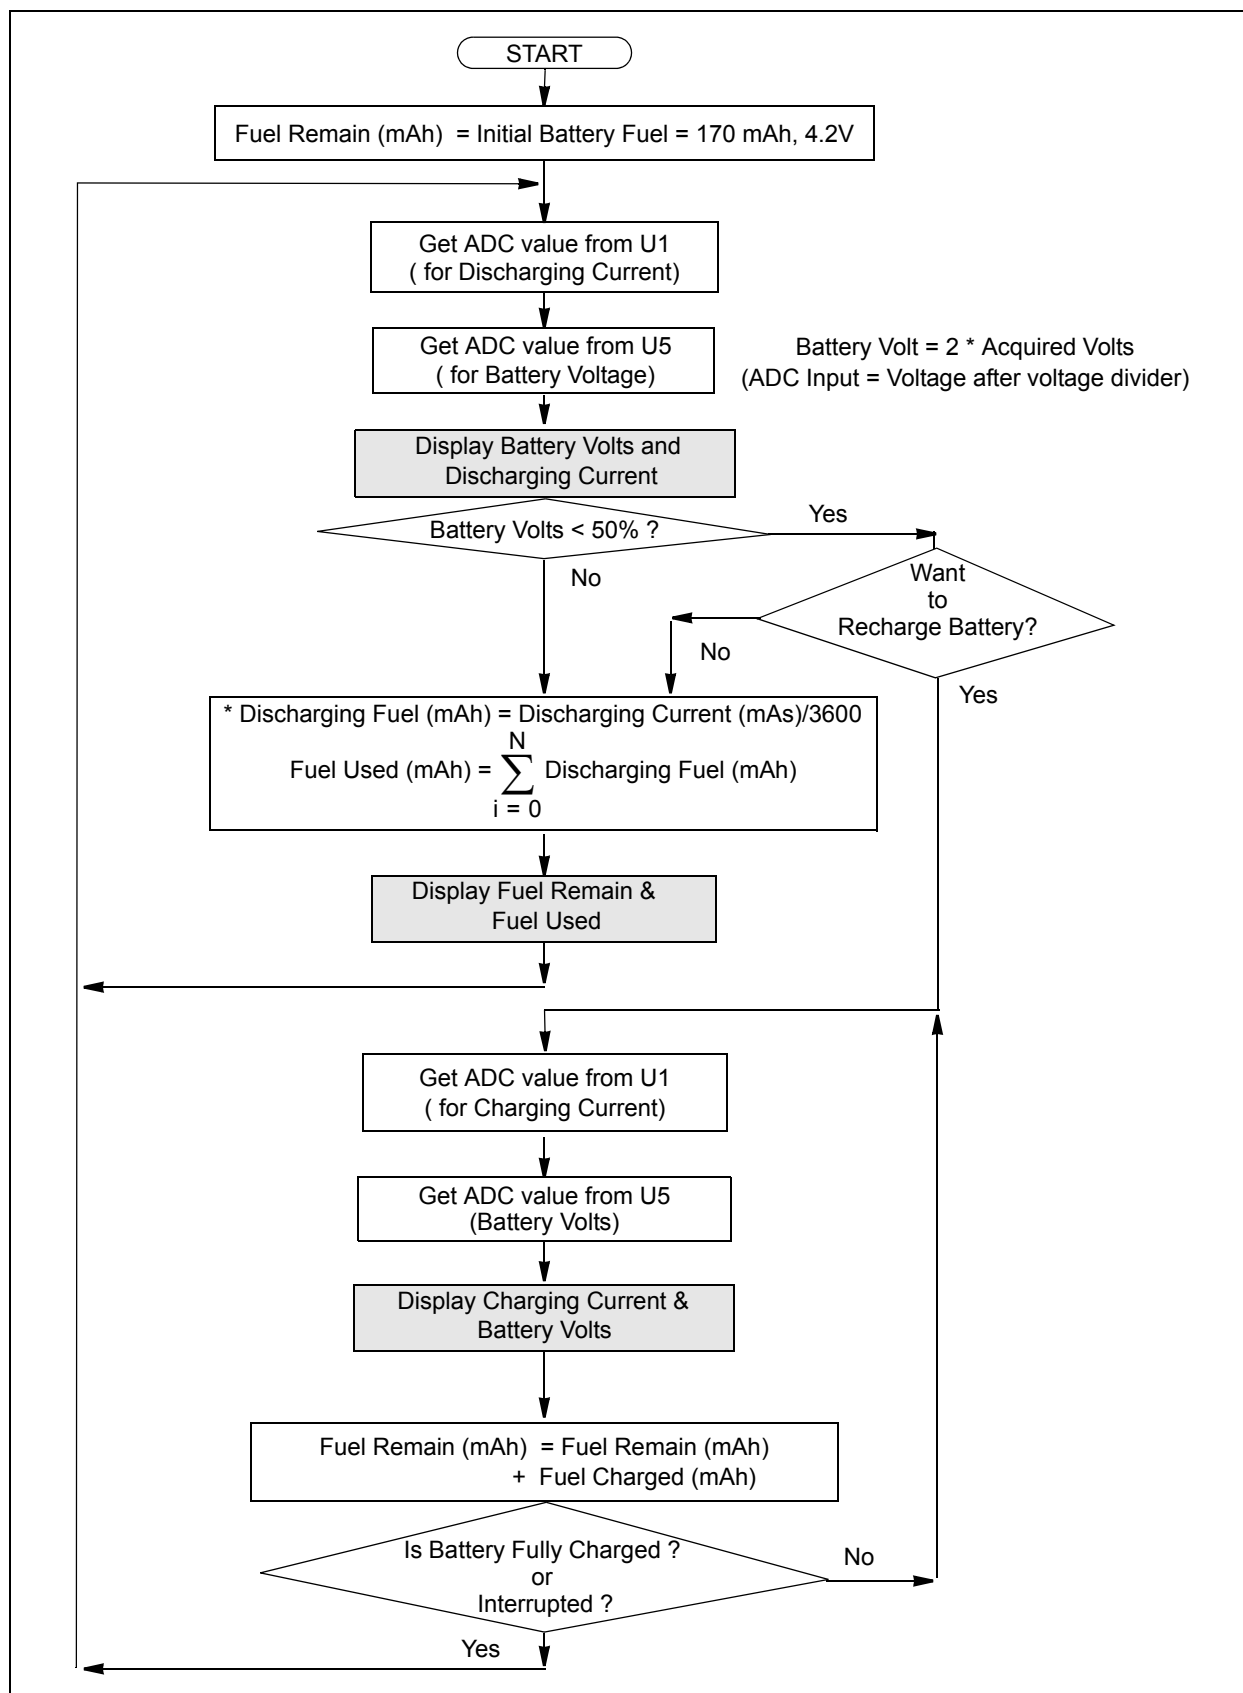 START
Fuel Remain (mAh) = Initial Battery Fuel = 170 mAh, 4.2V
Get ADC value from U1
( for Discharging Current)
Get ADC value from U5
( for Battery Voltage)
Battery Volt = 2 * Acquired Volts
(ADC Input = Voltage after voltage divider)
Display Battery Volts and
Discharging Current
Battery Volts < 50% ?
Yes
No
Want
to
Recharge Battery?
No
Yes
* Discharging Fuel (mAh) = Discharging Current (mAs)/3600
N
Fuel Used (mAh) = ∑ Discharging Fuel (mAh)
i = 0
Display Fuel Remain &
Fuel Used
Get ADC value from U1
( for Charging Current)
Get ADC value from U5
(Battery Volts)
Display Charging Current &
Battery Volts
Fuel Remain (mAh) = Fuel Remain (mAh)
+ Fuel Charged (mAh)
Is Battery Fully Charged ?
or
Interrupted ?
No
Yes